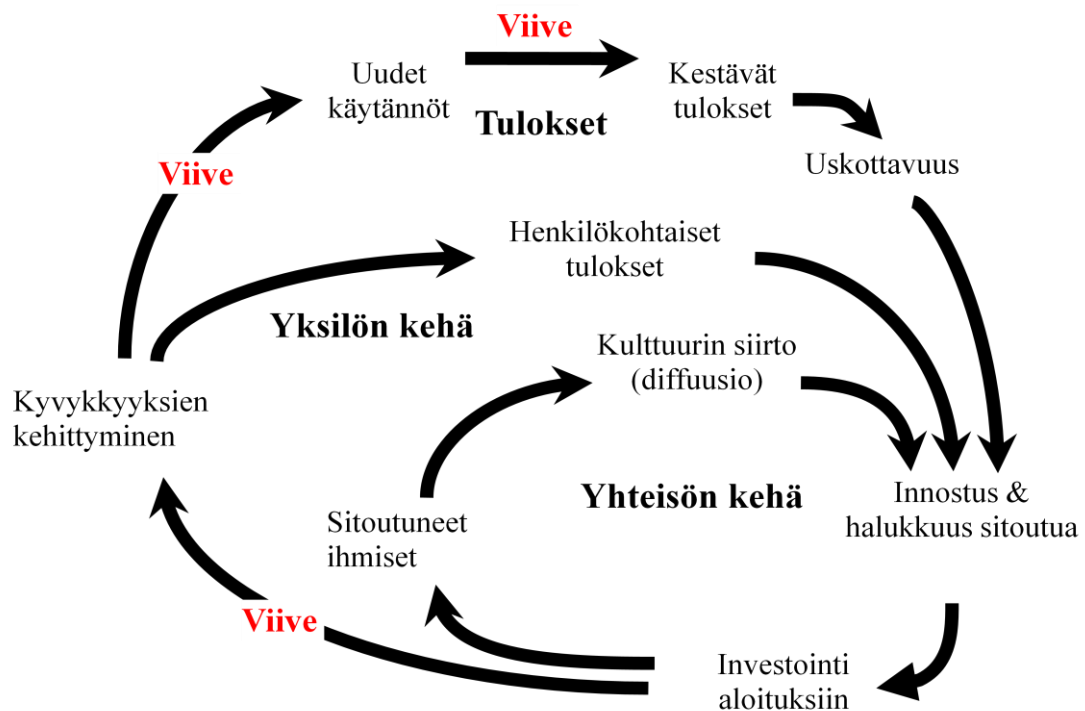 Viive
Uudet
käytännöt
Kestävät
tulokset
Tulokset
Uskottavuus
Viive
Henkilökohtaiset
tulokset
Yksilön kehä
Kulttuurin siirto
(diffuusio)
Kyvykkyyksien
kehittyminen
Yhteisön kehä
Innostus &
halukkuus sitoutua
Sitoutuneet
ihmiset
Viive
Investointi
aloituksiin